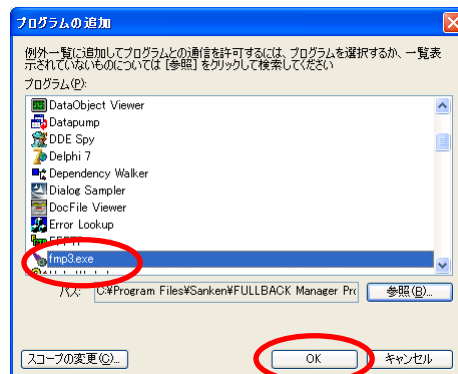 プログラムの追加
例外一覧に追加してプログラムとの通信を許可するには、プログラムを選択するか、一覧表
示されていないものについては [参照] をクリックして検索してください
プログラム(P):
DataObject Viewer
Datapump
DDE Spy
Delphi 7
Dependency Walker
Dialog Sampler
DocFile Viewer
Error Lookup
fmp3.exe
パス:
C:¥Program Files¥Sanken¥FULLBACK Manager Pro
参照(B)...
スコープの変更(C)...
OK
キャンセル